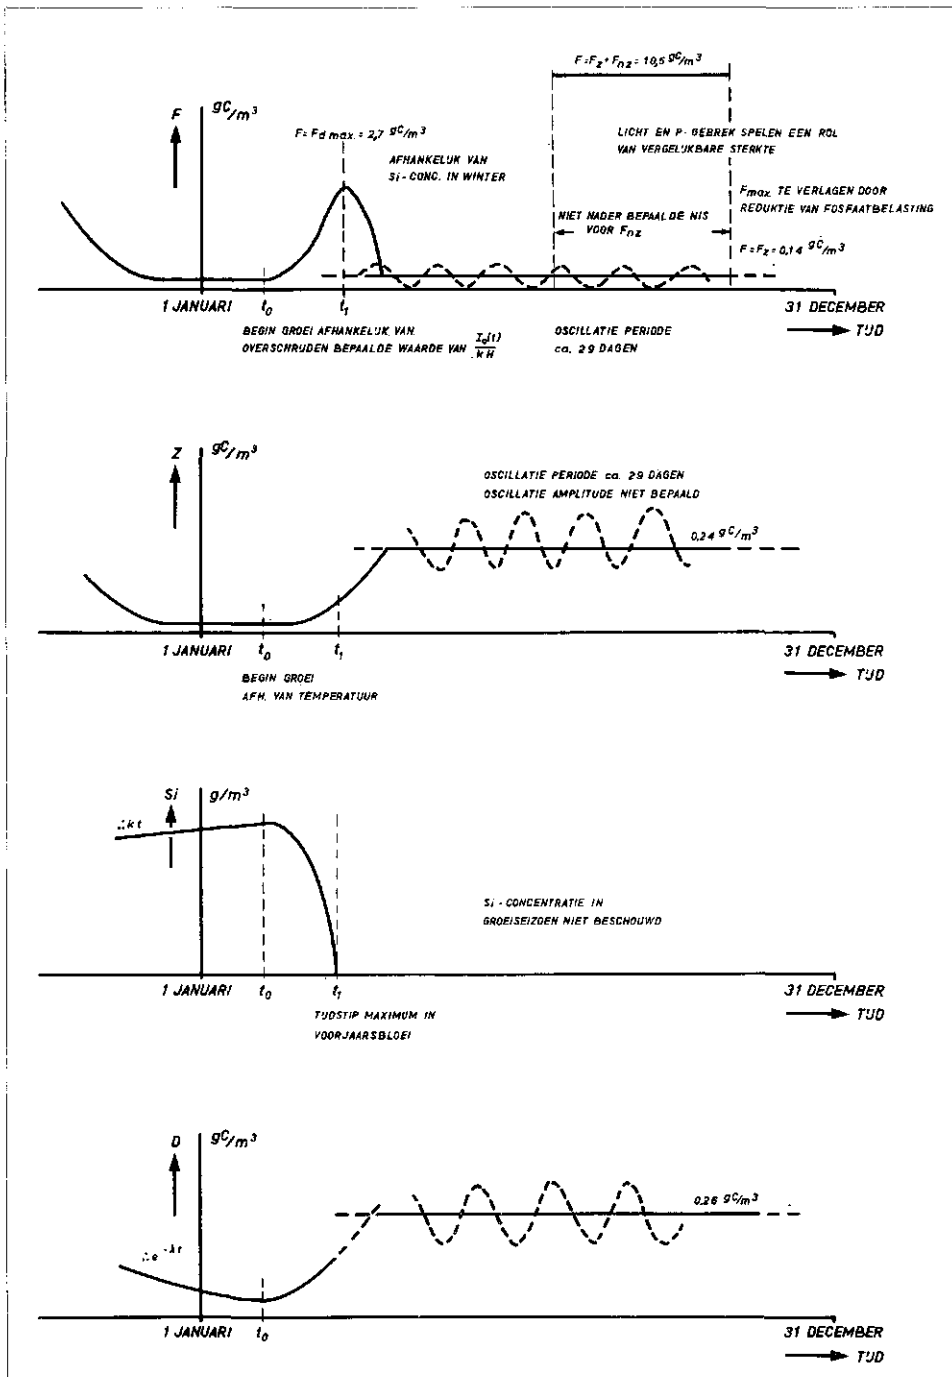 F
gC/m³
F=Fz+Fnz=18,5 gC/m³
F=Fd max.=2,7 gC/m³
LICHT EN P-GEBREK SPELEN EEN ROL
VAN VERGELIJKBARE STERKTE
AFHANKELIJK VAN
Si-CONC. IN WINTER
Fmax. TE VERLAGEN DOOR
REDUKTIE VAN FOSFAATBELASTING
NIET NADER BEPAALDE NIS
VOOR Fnz
F=Fz=0,14 gC/m³
1 JANUARI
t₀
t₁
31 DECEMBER
TIJD
BEGIN GROEI AFHANKELIJK VAN
OVERSCHRIJDEN BEPAALDE WAARDE VAN I₀(t)/kH
OSCILLATIE PERIODE
ca. 29 DAGEN
Z
gC/m³
OSCILLATIE PERIODE ca. 29 DAGEN
OSCILLATIE AMPLITUDE NIET BEPAALD
0,24 gC/m³
1 JANUARI
t₀
t₁
31 DECEMBER
TIJD
BEGIN GROEI
AFH. VAN TEMPERATUUR
Si
g/m³
kt
Si-CONCENTRATIE IN
GROEISEIZOEN NIET BESCHOUWD
1 JANUARI
t₀
t₁
31 DECEMBER
TIJD
TIJDSTIP MAXIMUM IN
VOORJAARSBLOEI
D
gC/m³
0,26 gC/m³
e-kt
1 JANUARI
t₀
31 DECEMBER
TIJD